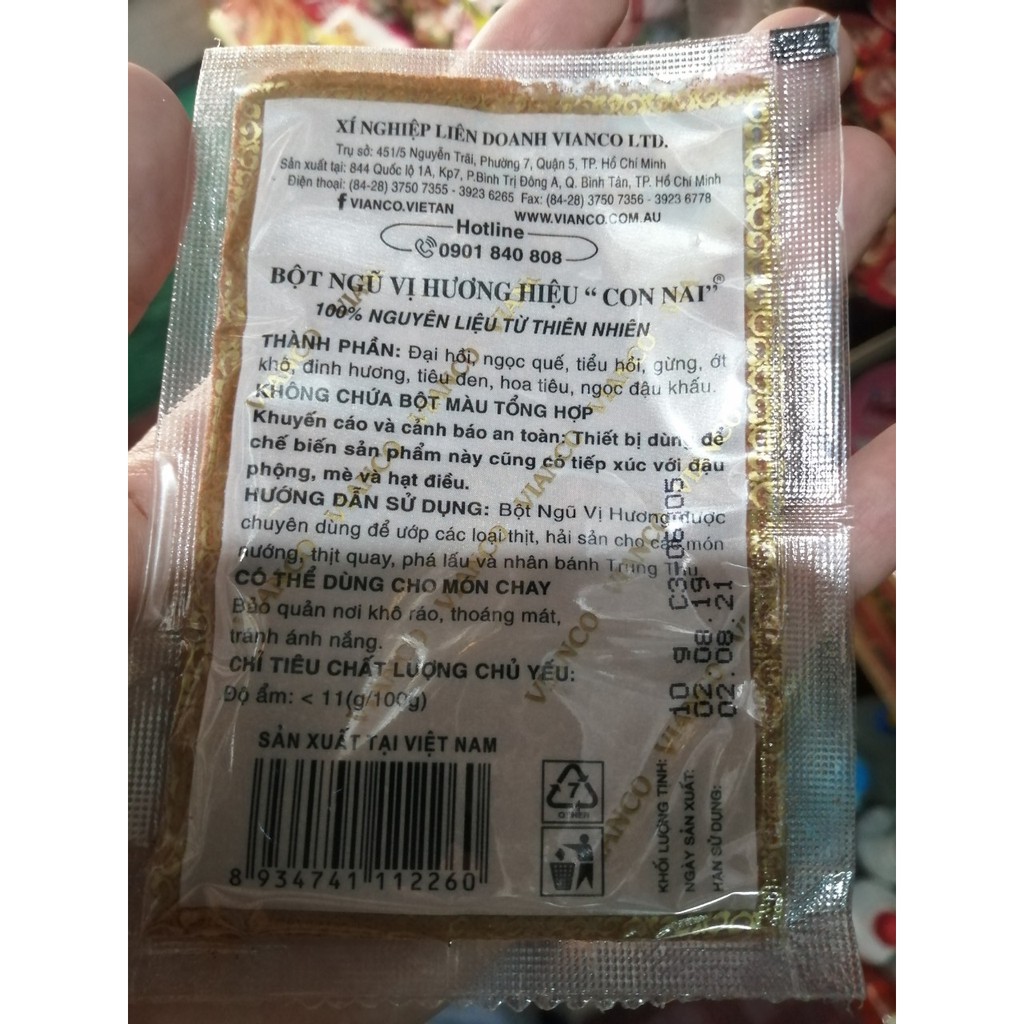 XÍ NGHIỆP LIÊN DOANH VIANCO LTD.
Trụ sở: 451/5 Nguyễn Trãi, Phường 7, Quận 5, TP. Hồ Chí Minh
Sản xuất tại: 844 Quốc lộ 1A, Kp7, P.Bình Trị Đông A, Q. Bình Tân, TP. Hồ Chí Minh
Điện thoại: (84-28) 3750 7355 - 3923 6265 Fax: (84-28) 3750 7356 - 3923 6778
VIANCO.VIETAN WWW.VIANCO.COM.AU
Hotline
0901 840 808
BỘT NGŨ VỊ HƯƠNG HIỆU “ CON NAI”®
100% NGUYÊN LIỆU TỪ THIÊN NHIÊN
THÀNH PHẦN: Đại hồi, ngọc quế, tiểu hồi, gừng, ớt
khô, đinh hương, tiêu đen, hoa tiêu, ngọc đậu khấu.
KHÔNG CHỨA BỘT MÀU TỔNG HỢP
Khuyến cáo và cảnh báo an toàn: Thiết bị dùng để
chế biến sản phẩm này cũng có tiếp xúc với đậu
phộng, mè và hạt điều.
HƯỚNG DẪN SỬ DỤNG: Bột Ngũ Vị Hương được
chuyên dùng để ướp các loại thịt, hải sản cho các món
nướng, thịt quay, phá lấu và nhân bánh Trung Thu
CÓ THỂ DÙNG CHO MÓN CHAY
Bảo quản nơi khô ráo, thoáng mát,
tránh ánh nắng.
CHỈ TIÊU CHẤT LƯỢNG CHỦ YẾU:
Độ ẩm: < 11(g/100g)
SẢN XUẤT TẠI VIỆT NAM
8 934741 112260
7
OTHER
KHỐI LƯỢNG TỊNH: 10 g
NGÀY SẢN XUẤT: 02.08.19
HẠN SỬ DỤNG: 02.08.21
VIANCO